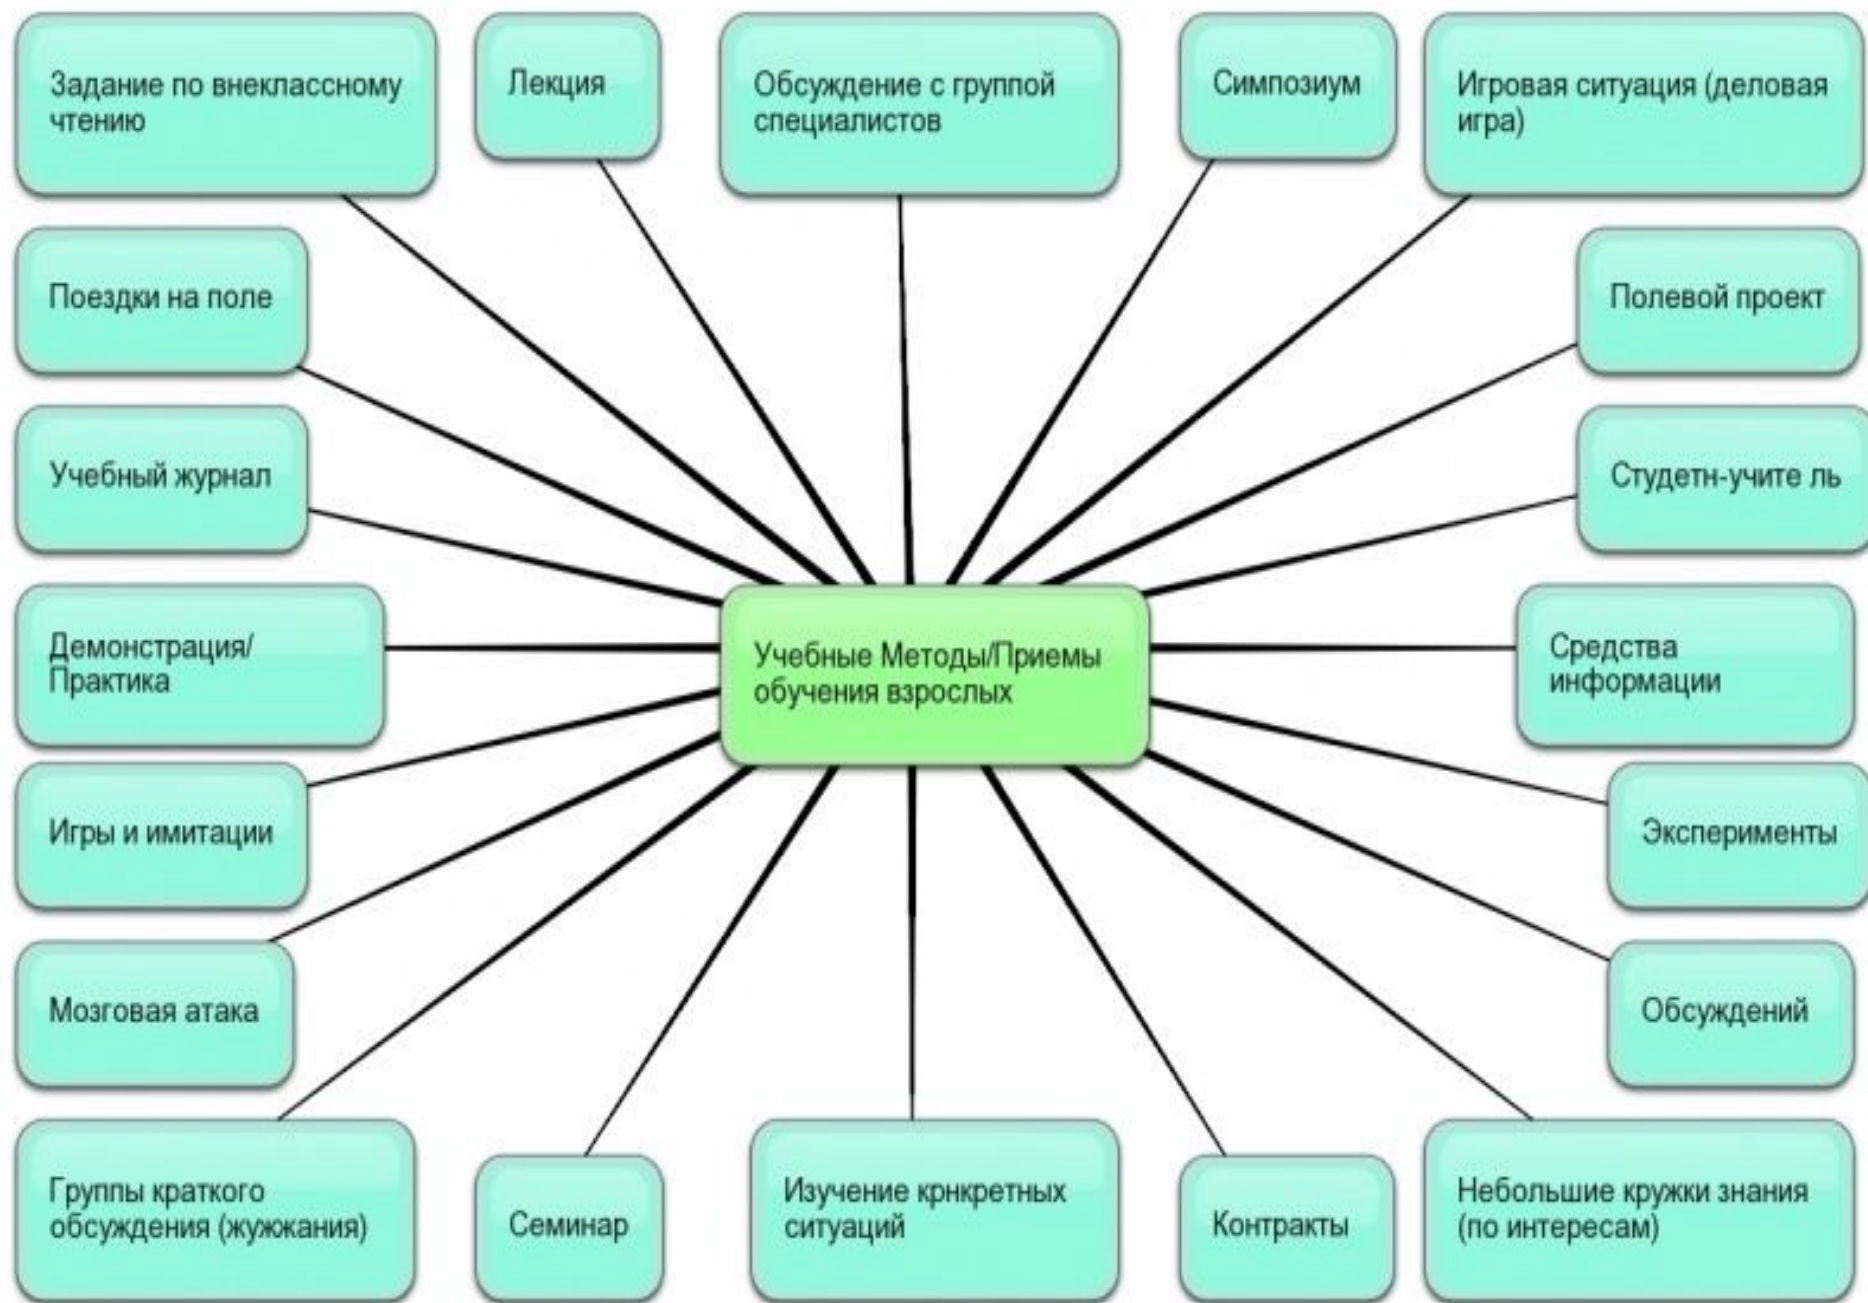 Задание по внеклассному
чтению
Лекция
Обсуждение с группой
специалистов
Симпозиум
Игровая ситуация (деловая
игра)
Поездки на поле
Полевой проект
Учебный журнал
Студетн-учите ль
Демонстрация/
Практика
Учебные Методы/Приемы
обучения взрослых
Средства
информации
Игры и имитации
Эксперименты
Мозговая атака
Обсуждений
Группы краткого
обсуждения (жужжания)
Семинар
Изучение крнкретных
ситуаций
Контракты
Небольшие кружки знания
(по интересам)